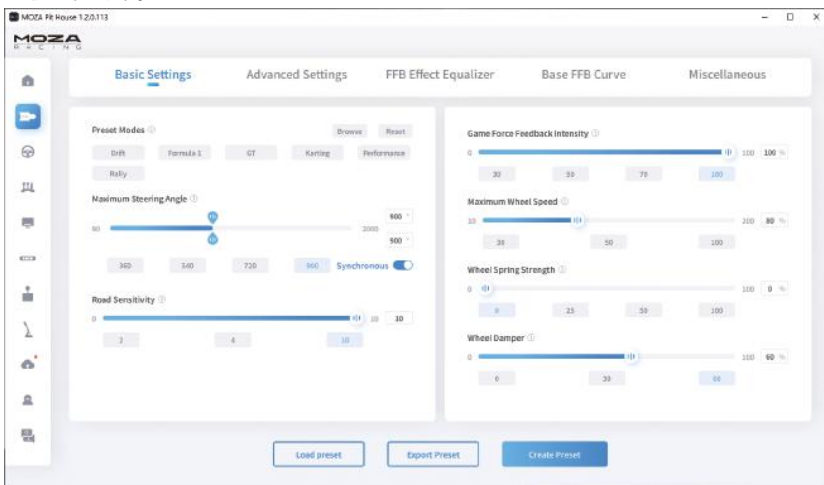 MOZA Pit House 1.2.0.113
MOZA
RACING
Basic Settings Advanced Settings FFB Effect Equalizer Base FFB Curve Miscellaneous
Preset Modes Browse Reset
Drift Formula 1 GT Karting Performance
Rally
Maximum Steering Angle
90 2000 900 °
900 °
360 540 720 900 Synchronous
Road Sensitivity
0 10 10
2 4 10
Game Force Feedback Intensity
0 100 100 %
30 50 70 100
Maximum Wheel Speed
10 200 80 %
20 50 100
Wheel Spring Strength
0 100 0 %
0 25 50 100
Wheel Damper
0 100 60 %
0 30 60
Load preset Export Preset Create Preset